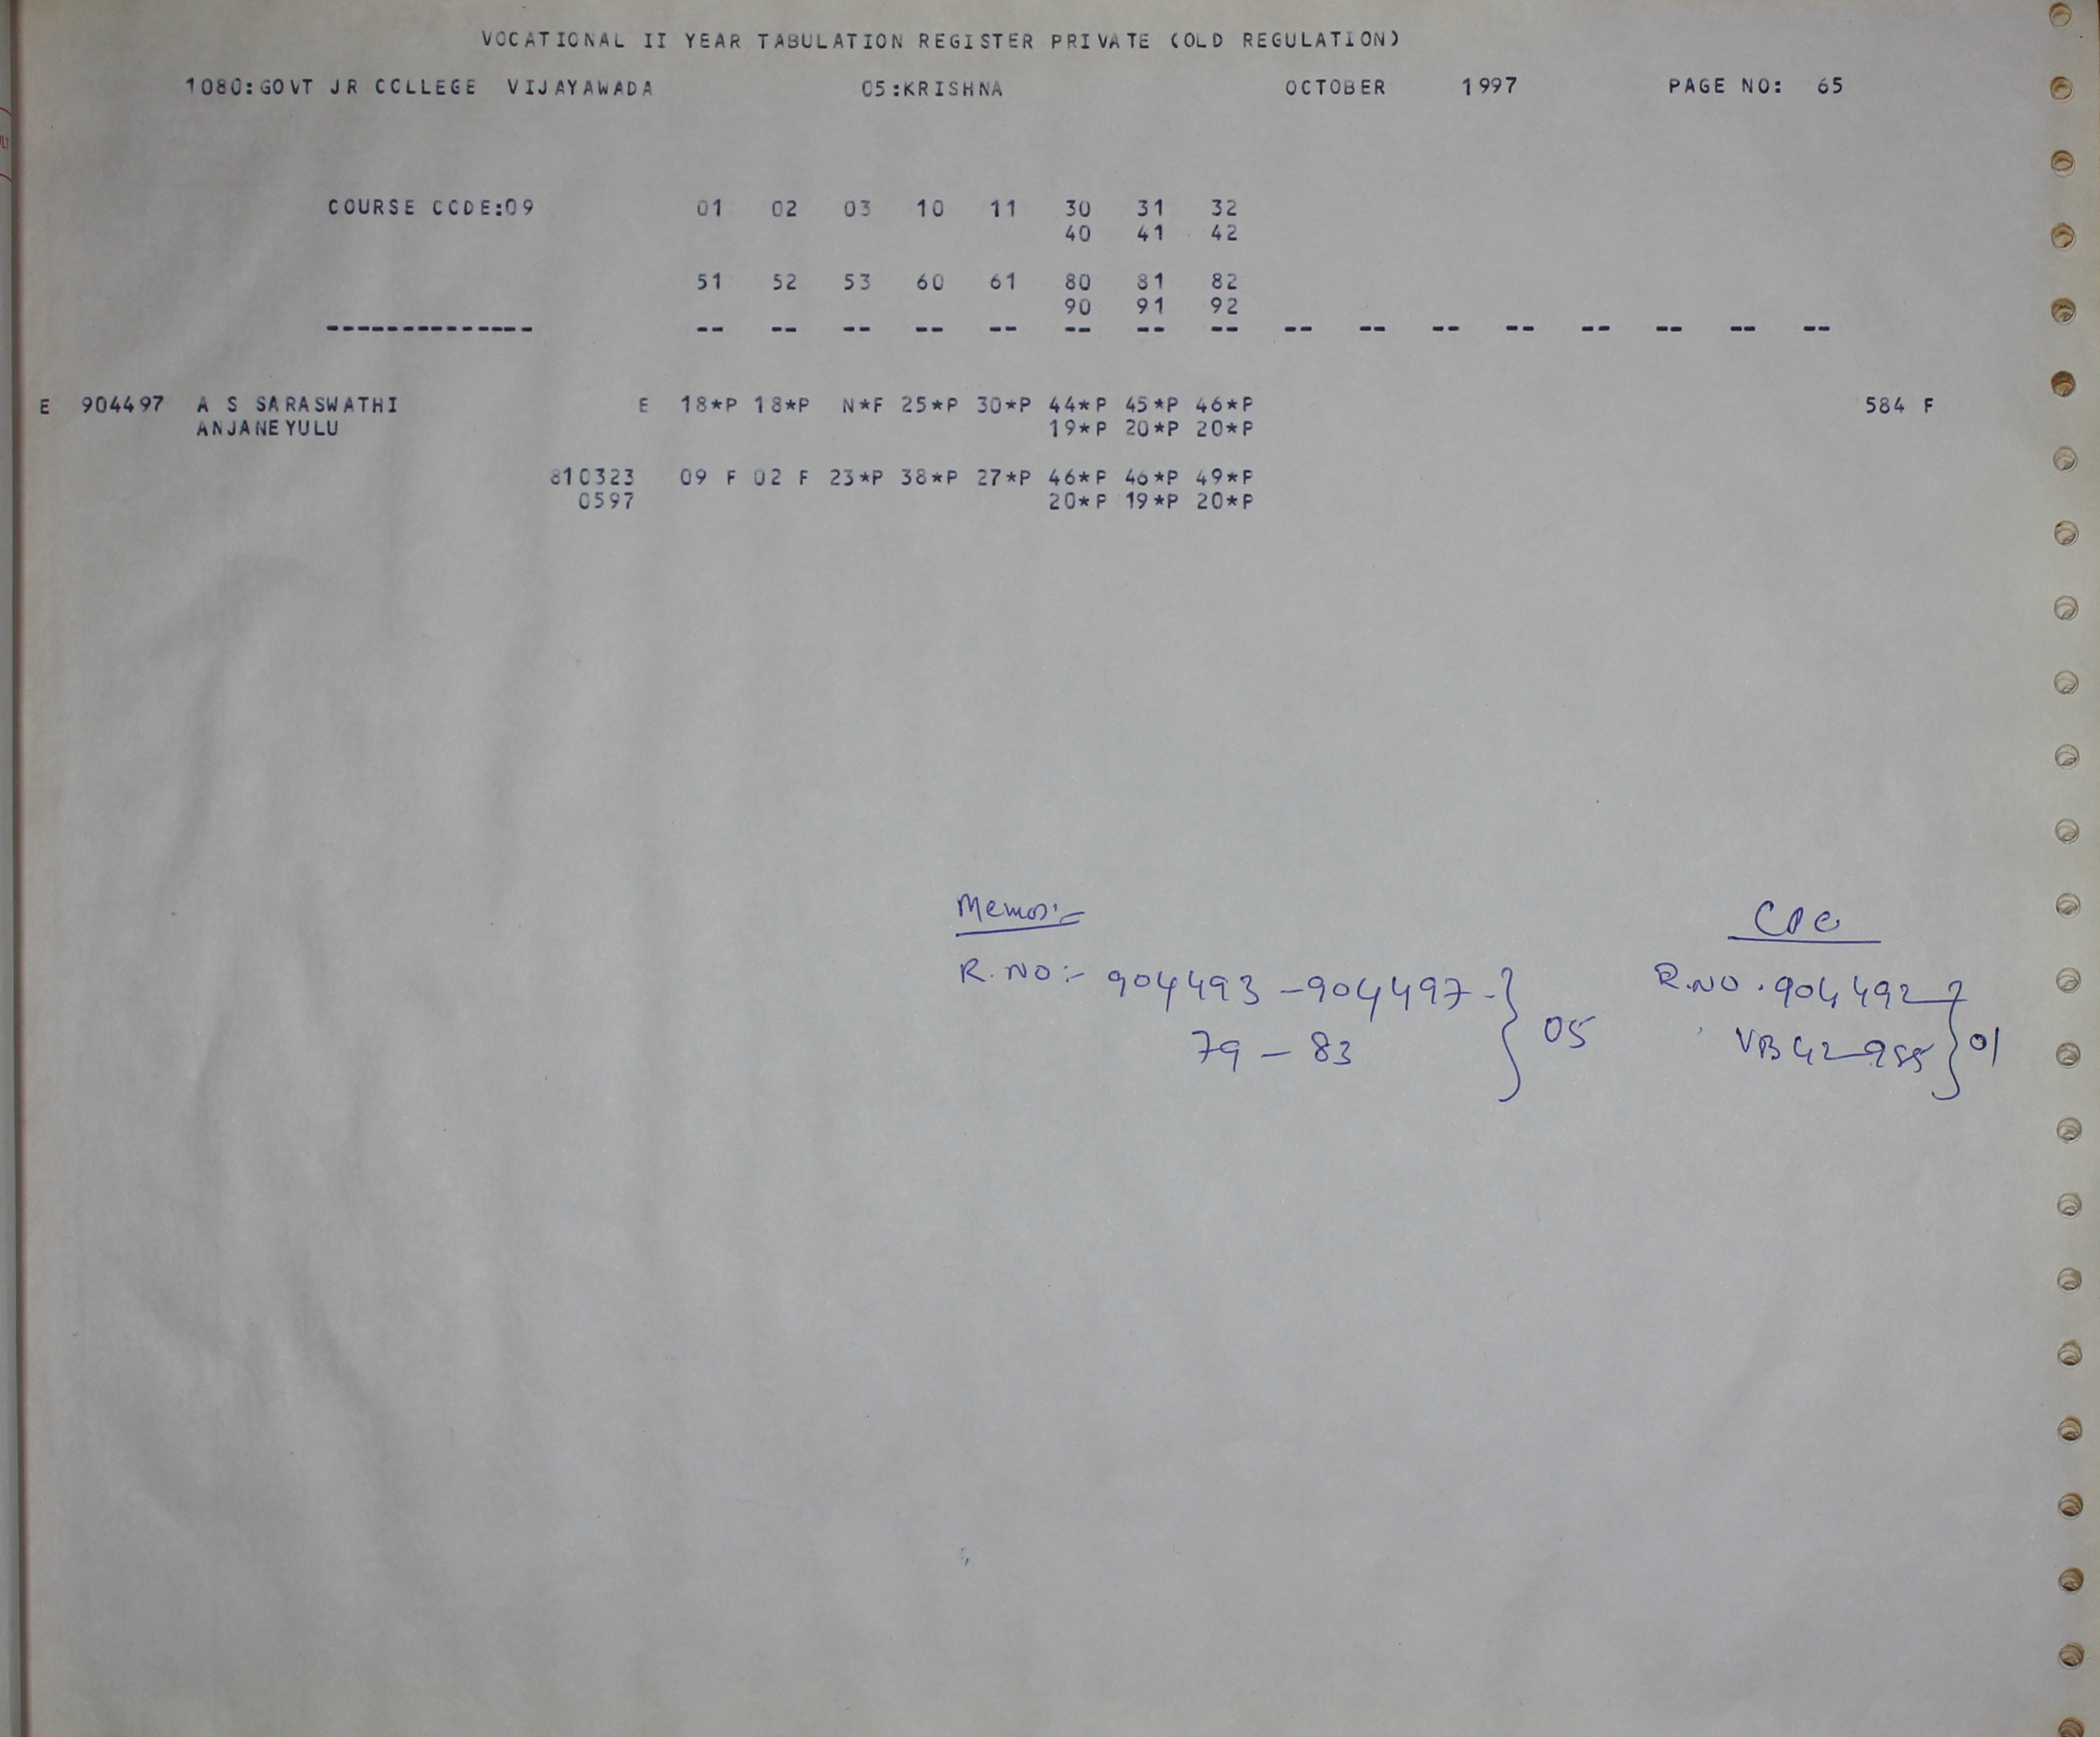 VOCATIONAL II YEAR TABULATION REGISTER PRIVATE (OLD REGULATION)
1080:GOVT JR COLLEGE VIJAYAWADA 05:KRISHNA OCTOBER 1997 PAGE NO: 65
COURSE CODE:09 01 02 03 10 11 30 31 32
40 41 42
51 52 53 60 61 80 81 82
90 91 92
-------------- -- -- -- -- -- -- -- -- -- -- -- -- -- -- -- --
E 904497 A S SARASWATHI E 18*P 18*P N*F 25*P 30*P 44*P 45*P 46*P 584 F
ANJANEYULU 19*P 20*P 20*P
810323 09 F 02 F 23*P 38*P 27*P 46*P 46*P 49*P
0597 20*P 19*P 20*P
Memos:- 
R.NO:- 904493 - 904497 } 05
79 - 83
R.NO. 904492 } 01